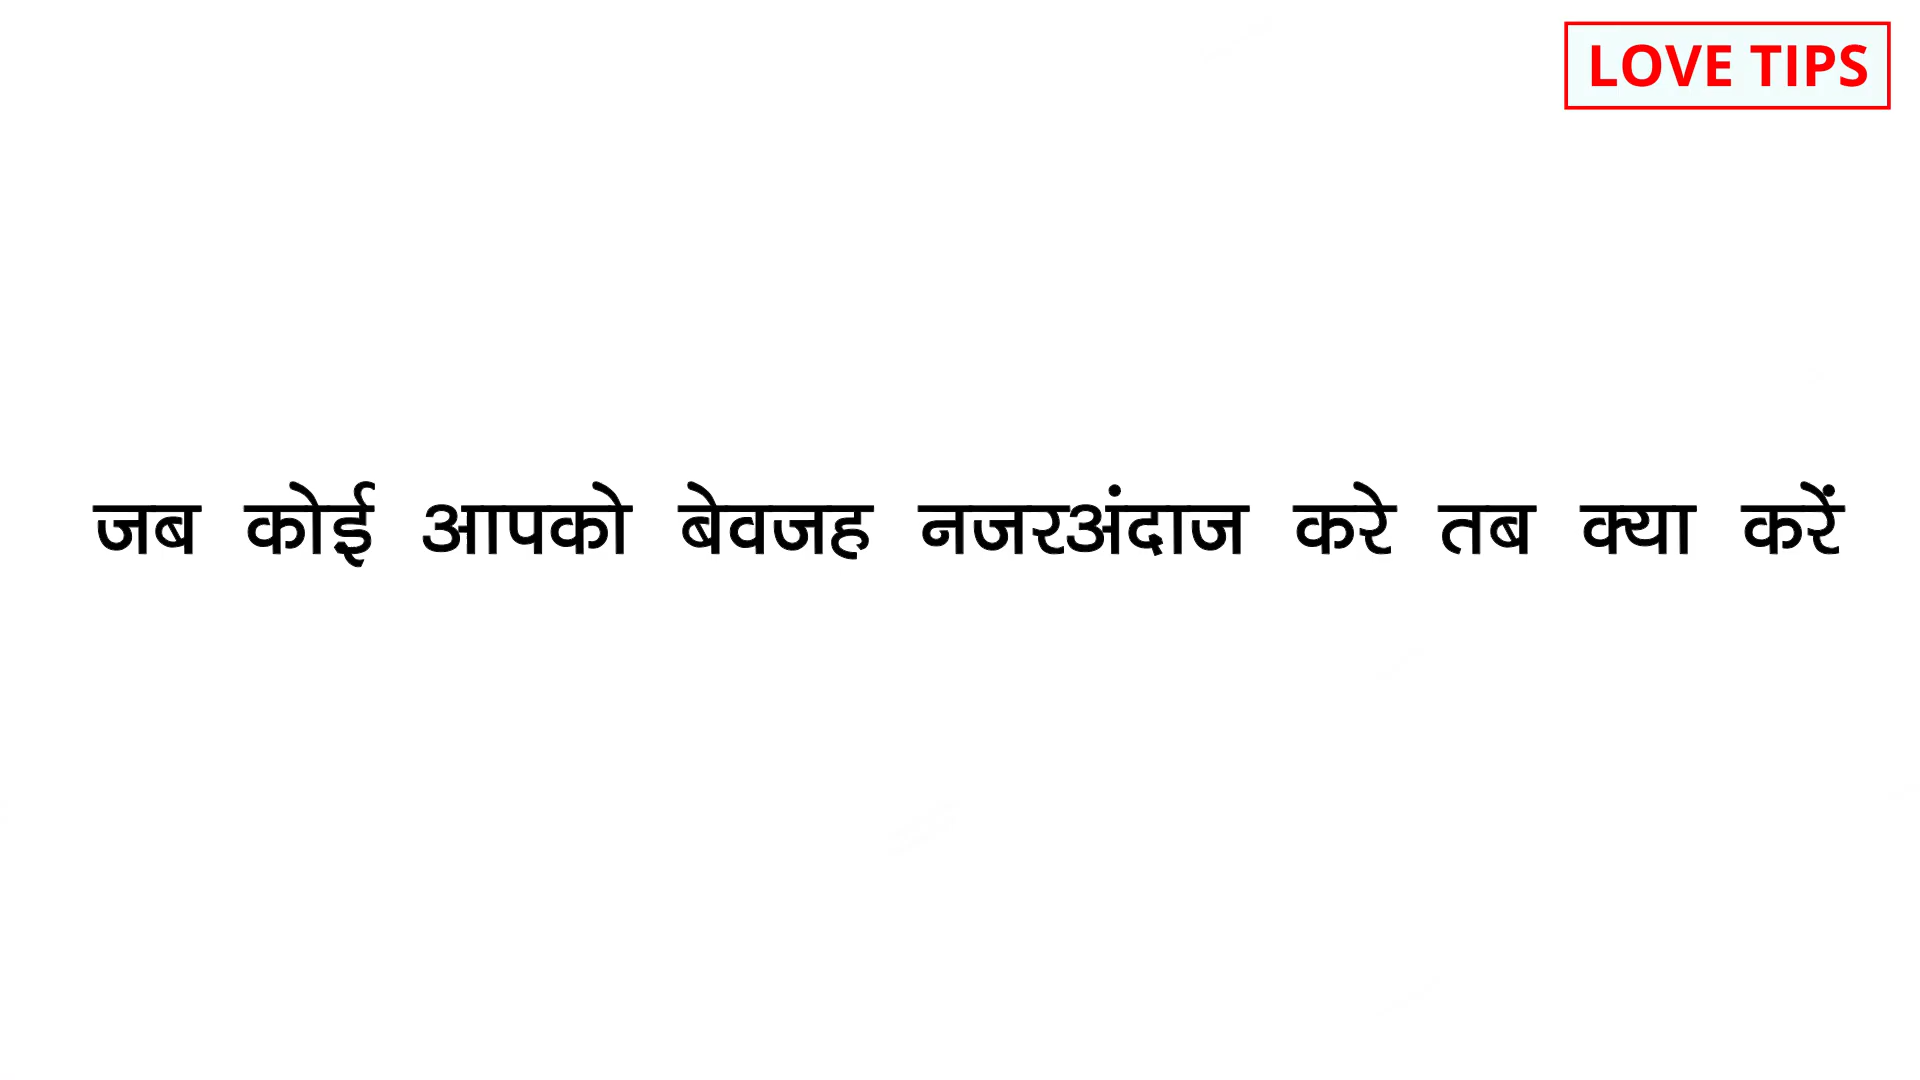 LOVE TIPS
जब कोई आपको बेवजह नजरअंदाज करे तब क्या करें